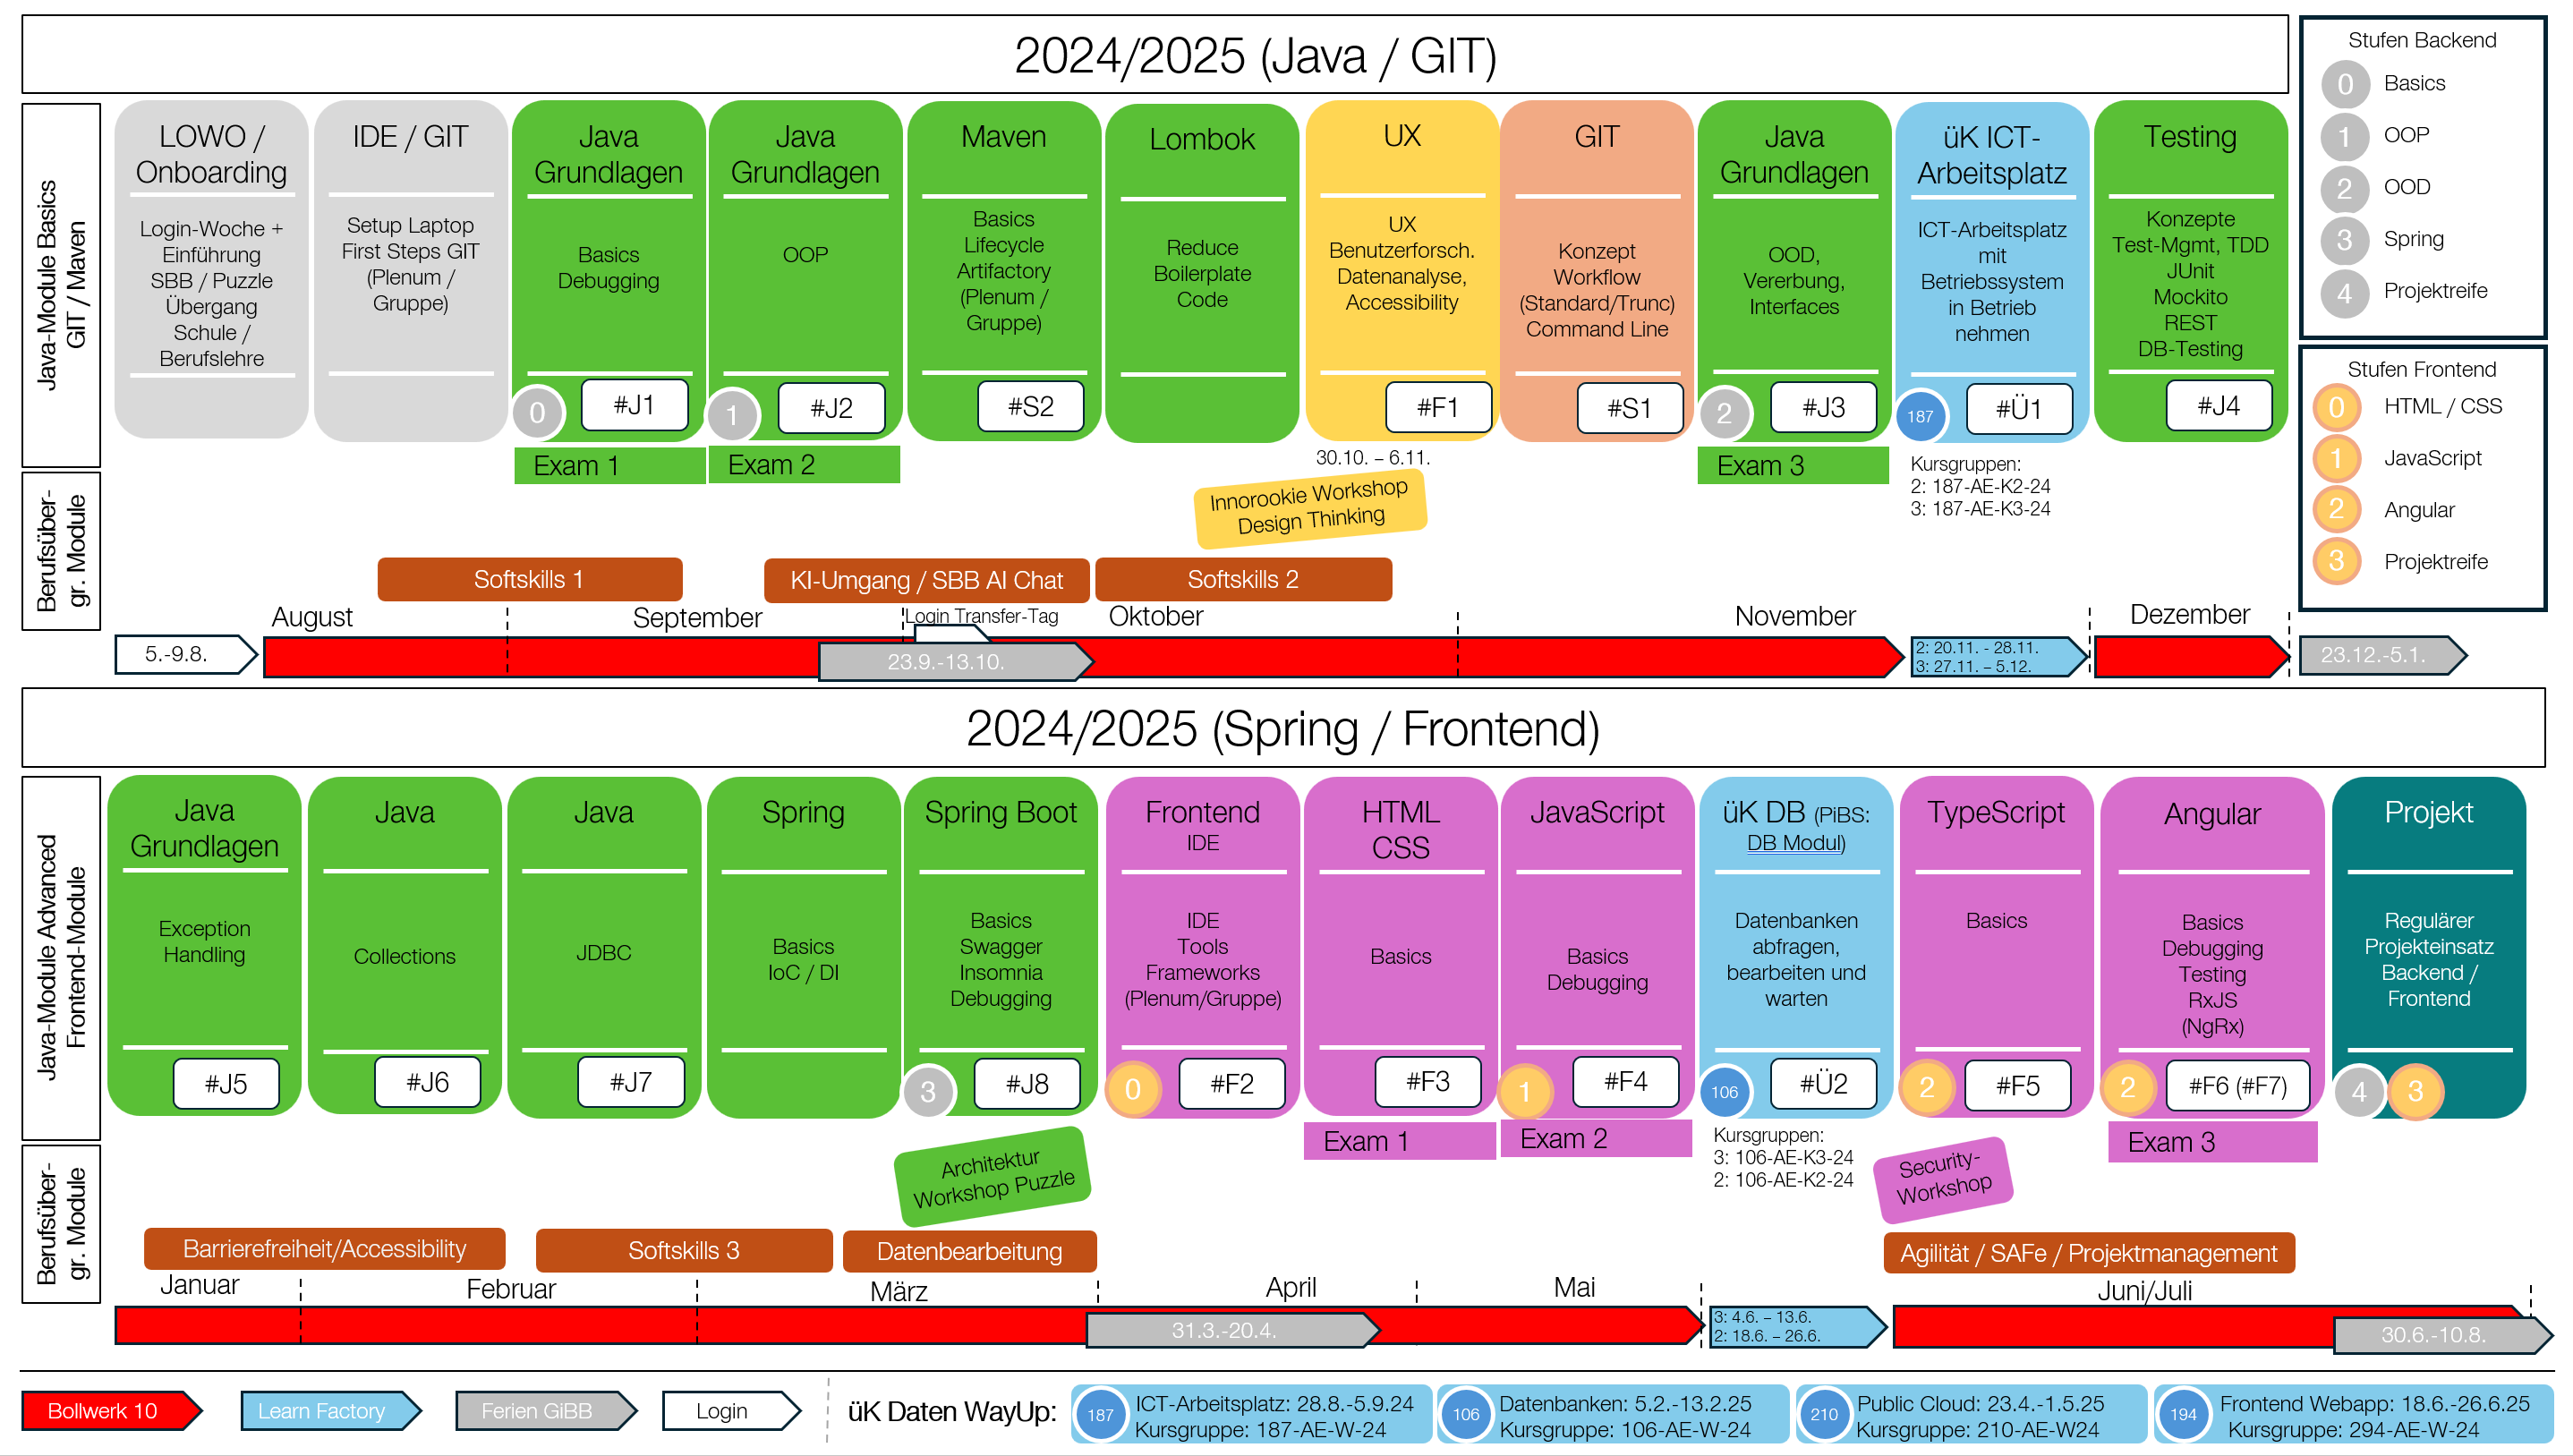 2024/2025 (Java / GIT)
Java-Module Basics
GIT / Maven
LOWO /
Onboarding
Login-Woche +
Einführung
SBB / Puzzle
Übergang
Schule /
Berufslehre
IDE / GIT
Setup Laptop
First Steps GIT
(Plenum /
Gruppe)
Java
Grundlagen
Basics
Debugging
0
#J1
Exam 1
Java
Grundlagen
OOP
1
#J2
Exam 2
Maven
Basics
Lifecycle
Artifactory
(Plenum /
Gruppe)
#S2
Lombok
Reduce
Boilerplate
Code
UX
UX
Benutzerforsch.
Datenanalyse,
Accessibility
#F1
30.10. – 6.11.
GIT
Konzept
Workflow
(Standard/Trunc)
Command Line
#S1
Java
Grundlagen
OOD,
Vererbung,
Interfaces
2
#J3
Exam 3
üK ICT-
Arbeitsplatz
ICT-Arbeitsplatz
mit
Betriebssystem
in Betrieb
nehmen
187
#Ü1
Kursgruppen:
2: 187-AE-K2-24
3: 187-AE-K3-24
Testing
Konzepte
Test-Mgmt, TDD
JUnit
Mockito
REST
DB-Testing
#J4
Stufen Backend
0 Basics
1 OOP
2 OOD
3 Spring
4 Projektreife
Stufen Frontend
0 HTML / CSS
1 JavaScript
2 Angular
3 Projektreife
Berufsüber-
gr. Module
Innorookie Workshop
Design Thinking
Softskills 1
KI-Umgang / SBB AI Chat
Softskills 2
August
September
Login Transfer-Tag
Oktober
November
Dezember
5.-9.8.
23.9.-13.10.
2: 20.11. - 28.11.
3: 27.11. – 5.12.
23.12.-5.1.
2024/2025 (Spring / Frontend)
Java-Module Advanced
Frontend-Module
Java
Grundlagen
Exception
Handling
#J5
Java
Collections
#J6
Java
JDBC
#J7
Spring
Basics
IoC / DI
Spring Boot
Basics
Swagger
Insomnia
Debugging
3
#J8
Frontend
IDE
IDE
Tools
Frameworks
(Plenum/Gruppe)
0
#F2
HTML
CSS
Basics
#F3
Exam 1
JavaScript
Basics
Debugging
1
#F4
Exam 2
üK DB (PiBS:
DB Modul)
Datenbanken
abfragen,
bearbeiten und
warten
106
#Ü2
Kursgruppen:
3: 106-AE-K3-24
2: 106-AE-K2-24
TypeScript
Basics
2
#F5
Angular
Basics
Debugging
Testing
RxJS
(NgRx)
2
#F6 (#F7)
Exam 3
Projekt
Regulärer
Projekteinsatz
Backend /
Frontend
4
3
Berufsüber-
gr. Module
Architektur
Workshop Puzzle
Security-
Workshop
Barrierefreiheit/Accessibility
Softskills 3
Datenbearbeitung
Agilität / SAFe / Projektmanagement
Januar
Februar
März
April
Mai
Juni/Juli
31.3.-20.4.
3: 4.6. – 13.6.
2: 18.6. – 26.6.
30.6.-10.8.
Bollwerk 10
Learn Factory
Ferien GiBB
Login
üK Daten WayUp:
187
ICT-Arbeitsplatz: 28.8.-5.9.24
Kursgruppe: 187-AE-W-24
106
Datenbanken: 5.2.-13.2.25
Kursgruppe: 106-AE-W-24
210
Public Cloud: 23.4.-1.5.25
Kursgruppe: 210-AE-W24
194
Frontend Webapp: 18.6.-26.6.25
Kursgruppe: 294-AE-W-24